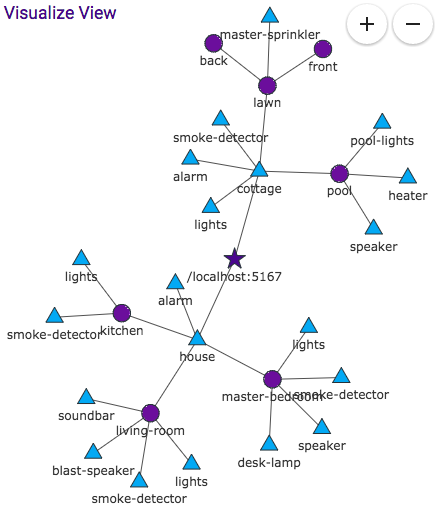 Visualize View
+
−
master-sprinkler
back
front
lawn
smoke-detector
pool-lights
alarm
cottage
pool
heater
lights
speaker
/localhost:5167
lights
alarm
smoke-detector
kitchen
house
lights
master-bedroom
smoke-detector
soundbar
living-room
speaker
desk-lamp
blast-speaker
lights
smoke-detector